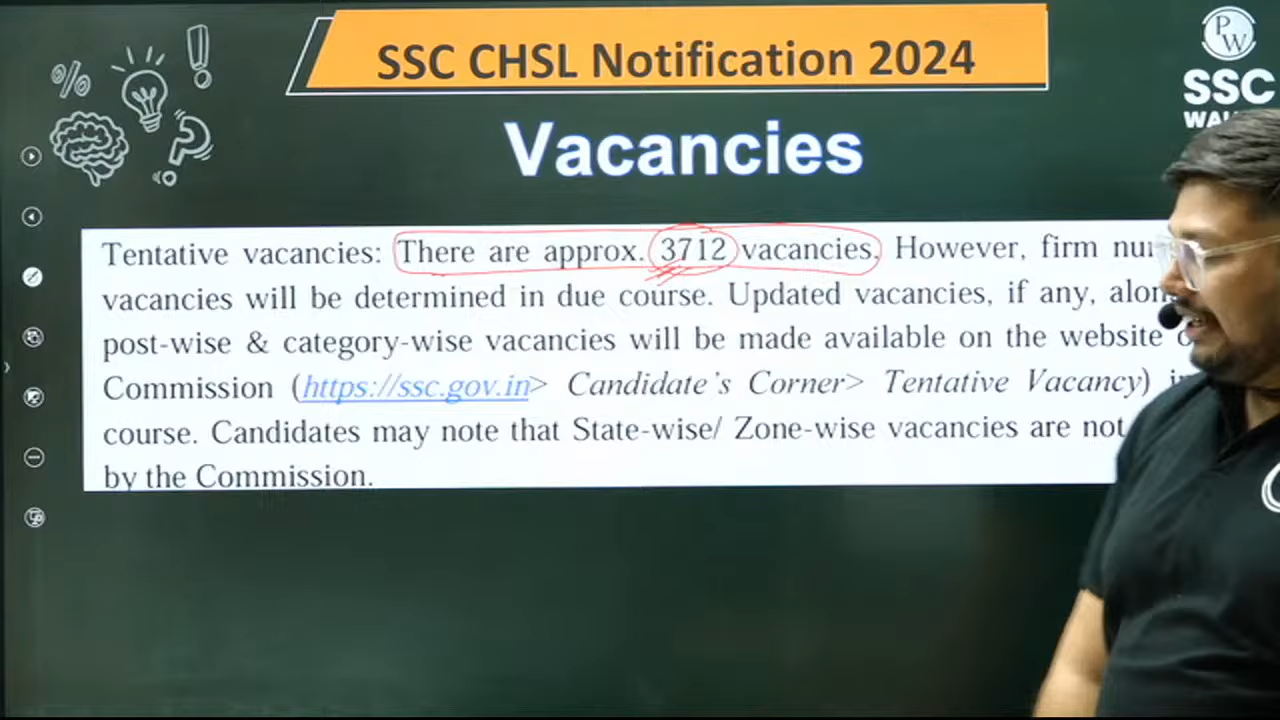 SSC CHSL Notification 2024
PW
SSC
Vacancies
Tentative vacancies: There are approx. 3712 vacancies. However, firm
vacancies will be determined in due course. Updated vacancies, if any,
post-wise & category-wise vacancies will be made available on the website
Commission (https://ssc.gov.in> Candidate's Corner> Tentative Vacancy)
course. Candidates may note that State-wise/ Zone-wise vacancies are not
by the Commission.